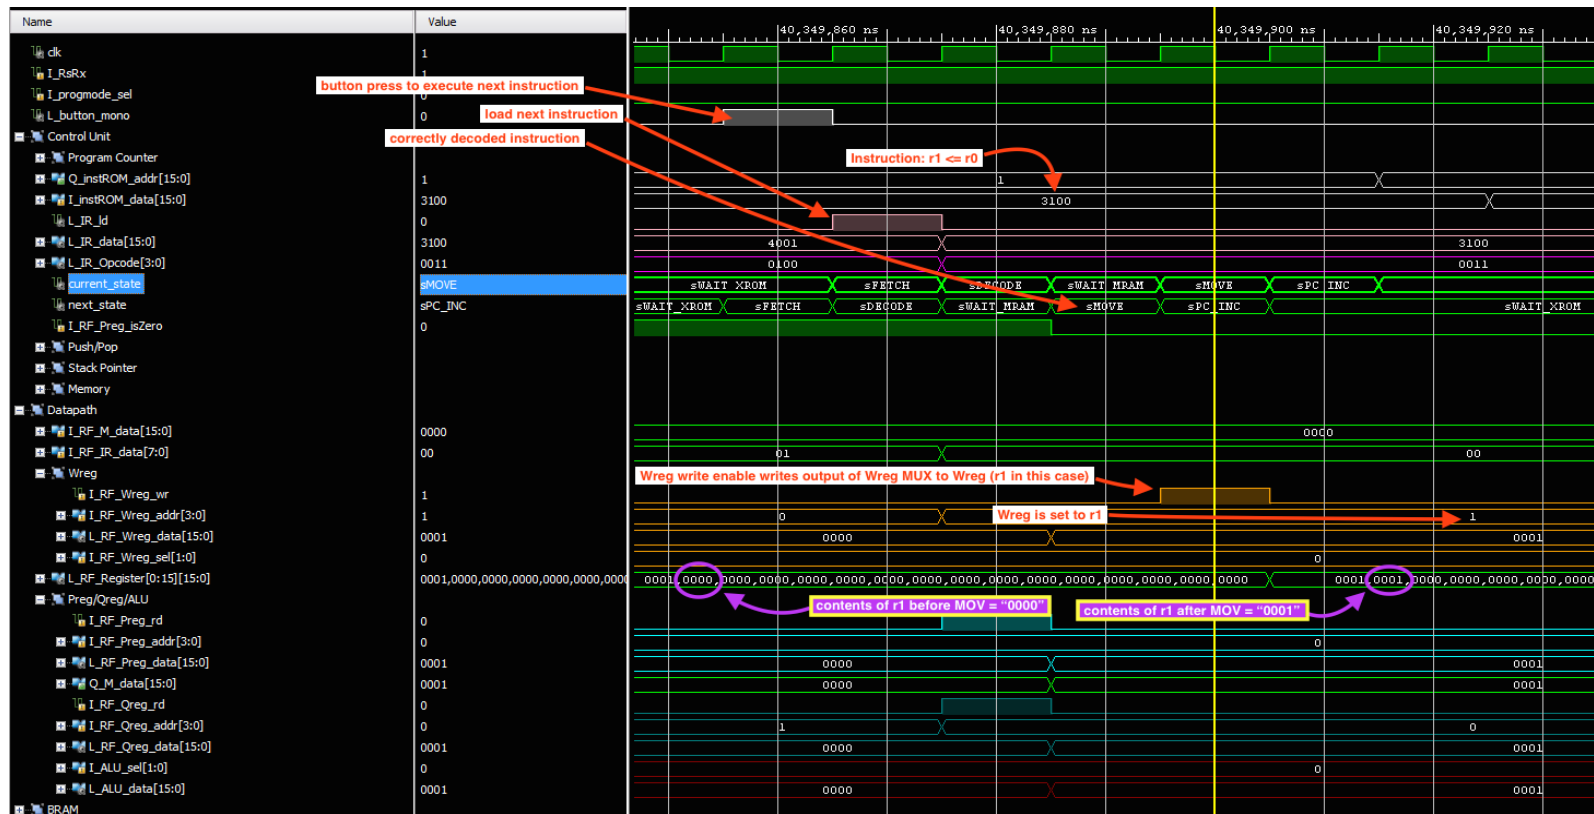 Name Value
40,349,860 ns 40,349,880 ns 40,349,900 ns 40,349,920 ns
clk 1
I_RsRx 1
button press to execute next instruction
I_progmode_sel 0
load next instruction
L_button_mono 0
correctly decoded instruction
Control Unit
Instruction: r1 <= r0
Program Counter
Q_instROM_addr[15:0] 1 1
I_instROM_data[15:0] 3100 3100
L_IR_ld 0
L_IR_data[15:0] 3100 4001 3100
L_IR_Opcode[3:0] 0011 0100 0011
current_state sMOVE sWAIT_XROM sFETCH sDECODE sWAIT_MRAM sMOVE sPC_INC
next_state sPC_INC sWAIT_XROM sFETCH sDECODE sWAIT_MRAM sMOVE sPC_INC sWAIT_XROM
I_RF_Preg_isZero 0
Push/Pop
Stack Pointer
Memory
Datapath
I_RF_M_data[15:0] 0000 0000
I_RF_IR_data[7:0] 00 01 00
Wreg
Wreg write enable writes output of Wreg MUX to Wreg (r1 in this case)
I_RF_Wreg_wr 1
I_RF_Wreg_addr[3:0] 1 0 1
Wreg is set to r1
L_RF_Wreg_data[15:0] 0001 0000 0001
I_RF_Wreg_sel[1:0] 0 0
L_RF_Register[0:15][15:0] 0001,0000,0000,0000,0000,0000,0000 0001,0000,0000,0000,0000,0000,0000,0000,0000,0000,0000,0000,0000,0000,0000,0000 0001,0001,0000,0000,0000,0000,0000
Preg/Qreg/ALU
contents of r1 before MOV = “0000”
contents of r1 after MOV = “0001”
I_RF_Preg_rd 0
I_RF_Preg_addr[3:0] 0 0
L_RF_Preg_data[15:0] 0001 0000 0001
Q_M_data[15:0] 0001 0000 0001
I_RF_Qreg_rd 0
I_RF_Qreg_addr[3:0] 0 1 0
L_RF_Qreg_data[15:0] 0001 0000 0001
I_ALU_sel[1:0] 0 0
L_ALU_data[15:0] 0001 0000 0001
BRAM